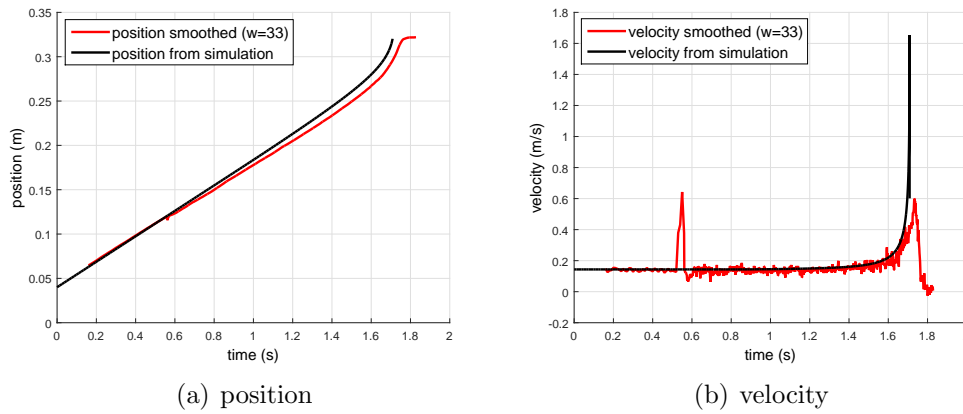 0.35
0.3
0.25
0.2
0.15
0.1
0.05
0
position (m)
position smoothed (w=33)
position from simulation
0 0.2 0.4 0.6 0.8 1 1.2 1.4 1.6 1.8 2
time (s)
(a) position
1.8
1.6
1.4
1.2
1
0.8
0.6
0.4
0.2
0
-0.2
velocity (m/s)
velocity smoothed (w=33)
velocity from simulation
0 0.2 0.4 0.6 0.8 1 1.2 1.4 1.6 1.8
time (s)
(b) velocity